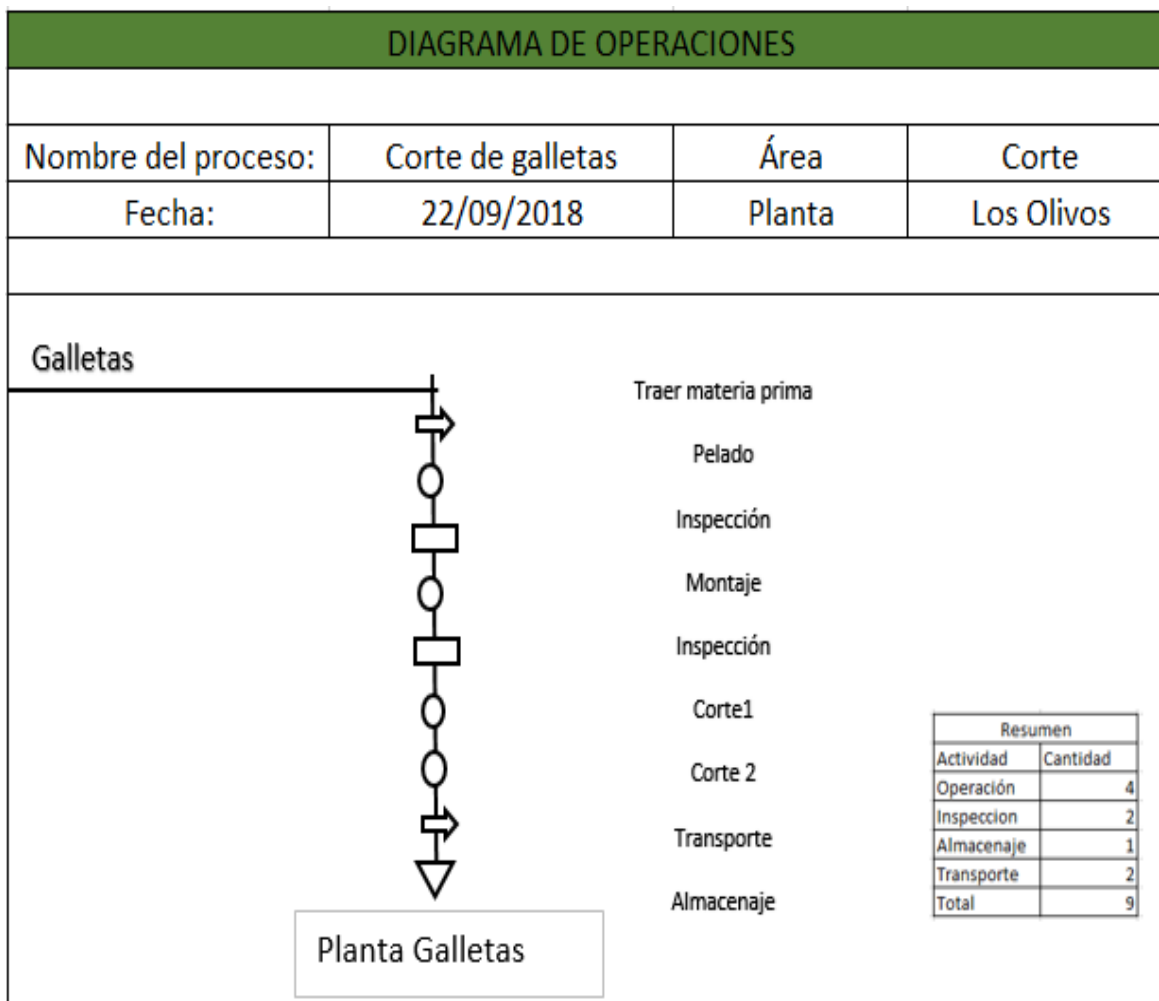 DIAGRAMA DE OPERACIONES
Nombre del proceso: Corte de galletas Área Corte
Fecha: 22/09/2018 Planta Los Olivos
Galletas
Traer materia prima
Pelado
Inspección
Montaje
Inspección
Corte1
Corte 2
Transporte
Almacenaje
Resumen
Actividad Cantidad
Operación 4
Inspeccion 2
Almacenaje 1
Transporte 2
Total 9
Planta Galletas